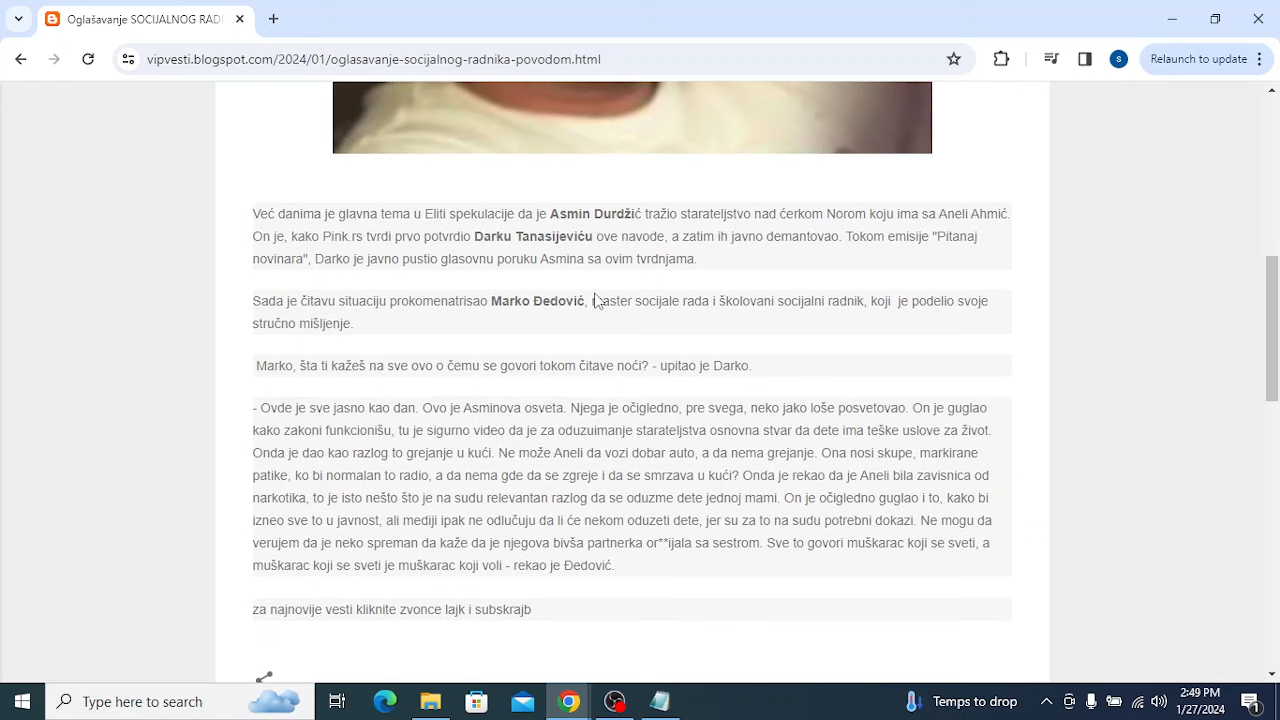 Oglašavanje SOCIJALNOG RADI
vipvesti.blogspot.com/2024/01/oglasavanje-socijalnog-radnika-povodom.html
S
Relaunch to update
Već danima je glavna tema u Eliti spekulacije da je Asmin Durdžić tražio starateljstvo nad ćerkom Norom koju ima sa Aneli Ahmić.
On je, kako Pink.rs tvrdi prvo potvrdio Darku Tanasijeviću ove navode, a zatim ih javno demantovao. Tokom emisije "Pitanaj
novinara", Darko je javno pustio glasovnu poruku Asmina sa ovim tvrdnjama.
Sada je čitavu situaciju prokomenatrisao Marko Đedović, master socijale rada i školovani socijalni radnik, koji je podelio svoje
stručno mišljenje.
Marko, šta ti kažeš na sve ovo o čemu se govori tokom čitave noći? - upitao je Darko.
- Ovde je sve jasno kao dan. Ovo je Asminova osveta. Njega je očigledno, pre svega, neko jako loše posvetovao. On je guglao
kako zakoni funkcionišu, tu je sigurno video da je za oduzuimanje starateljstva osnovna stvar da dete ima teške uslove za život.
Onda je dao kao razlog to grejanje u kući. Ne može Aneli da vozi dobar auto, a da nema grejanje. Ona nosi skupe, markirane
patike, ko bi normalan to radio, a da nema gde da se zgreje i da se smrzava u kući? Onda je rekao da je Aneli bila zavisnica od
narkotika, to je isto nešto što je na sudu relevantan razlog da se oduzme dete jednoj mami. On je očigledno guglao i to, kako bi
izneo sve to u javnost, ali mediji ipak ne odlučuju da li će nekom oduzeti dete, jer su za to na sudu potrebni dokazi. Ne mogu da
verujem da je neko spreman da kaže da je njegova bivša partnerka or**ijala sa sestrom. Sve to govori muškarac koji se sveti, a
muškarac koji se sveti je muškarac koji voli - rekao je Đedović.
za najnovije vesti kliknite zvonce lajk i subskrajb
Type here to search
Temps to drop
2:49 PM
1/27/2024
1